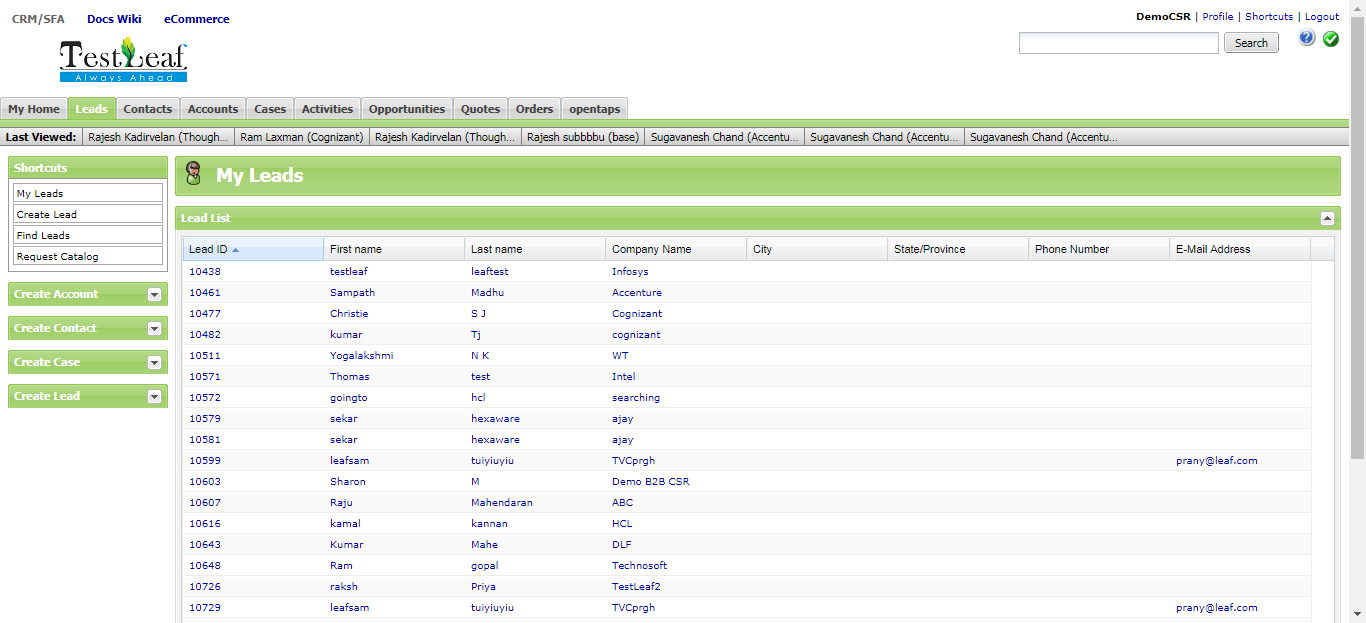 CRM/SFA Docs Wiki eCommerce
DemoCSR | Profile | Shortcuts | Logout
TestLeaf
Always Ahead
Search
My Home Leads Contacts Accounts Cases Activities Opportunities Quotes Orders opentaps
Last Viewed: Rajesh Kadirvelan (Though... Ram Laxman (Cognizant) Rajesh Kadirvelan (Though... Rajesh subbbbu (base) Sugavanesh Chand (Accentu... Sugavanesh Chand (Accentu... Sugavanesh Chand (Accentu...
Shortcuts
My Leads
Create Lead
Find Leads
Request Catalog
Create Account
Create Contact
Create Case
Create Lead
My Leads
Lead List
Lead ID First name Last name Company Name City State/Province Phone Number E-Mail Address
10438 testleaf leaftest Infosys
10461 Sampath Madhu Accenture
10477 Christie S J Cognizant
10482 kumar Tj cognizant
10511 Yogalakshmi N K WT
10571 Thomas test Intel
10572 goingto hcl searching
10579 sekar hexaware ajay
10581 sekar hexaware ajay
10599 leafsam tuiyiuyiu TVCprgh prany@leaf.com
10603 Sharon M Demo B2B CSR
10607 Raju Mahendaran ABC
10616 kamal kannan HCL
10643 Kumar Mahe DLF
10648 Ram gopal Technosoft
10726 raksh Priya TestLeaf2
10729 leafsam tuiyiuyiu TVCprgh prany@leaf.com